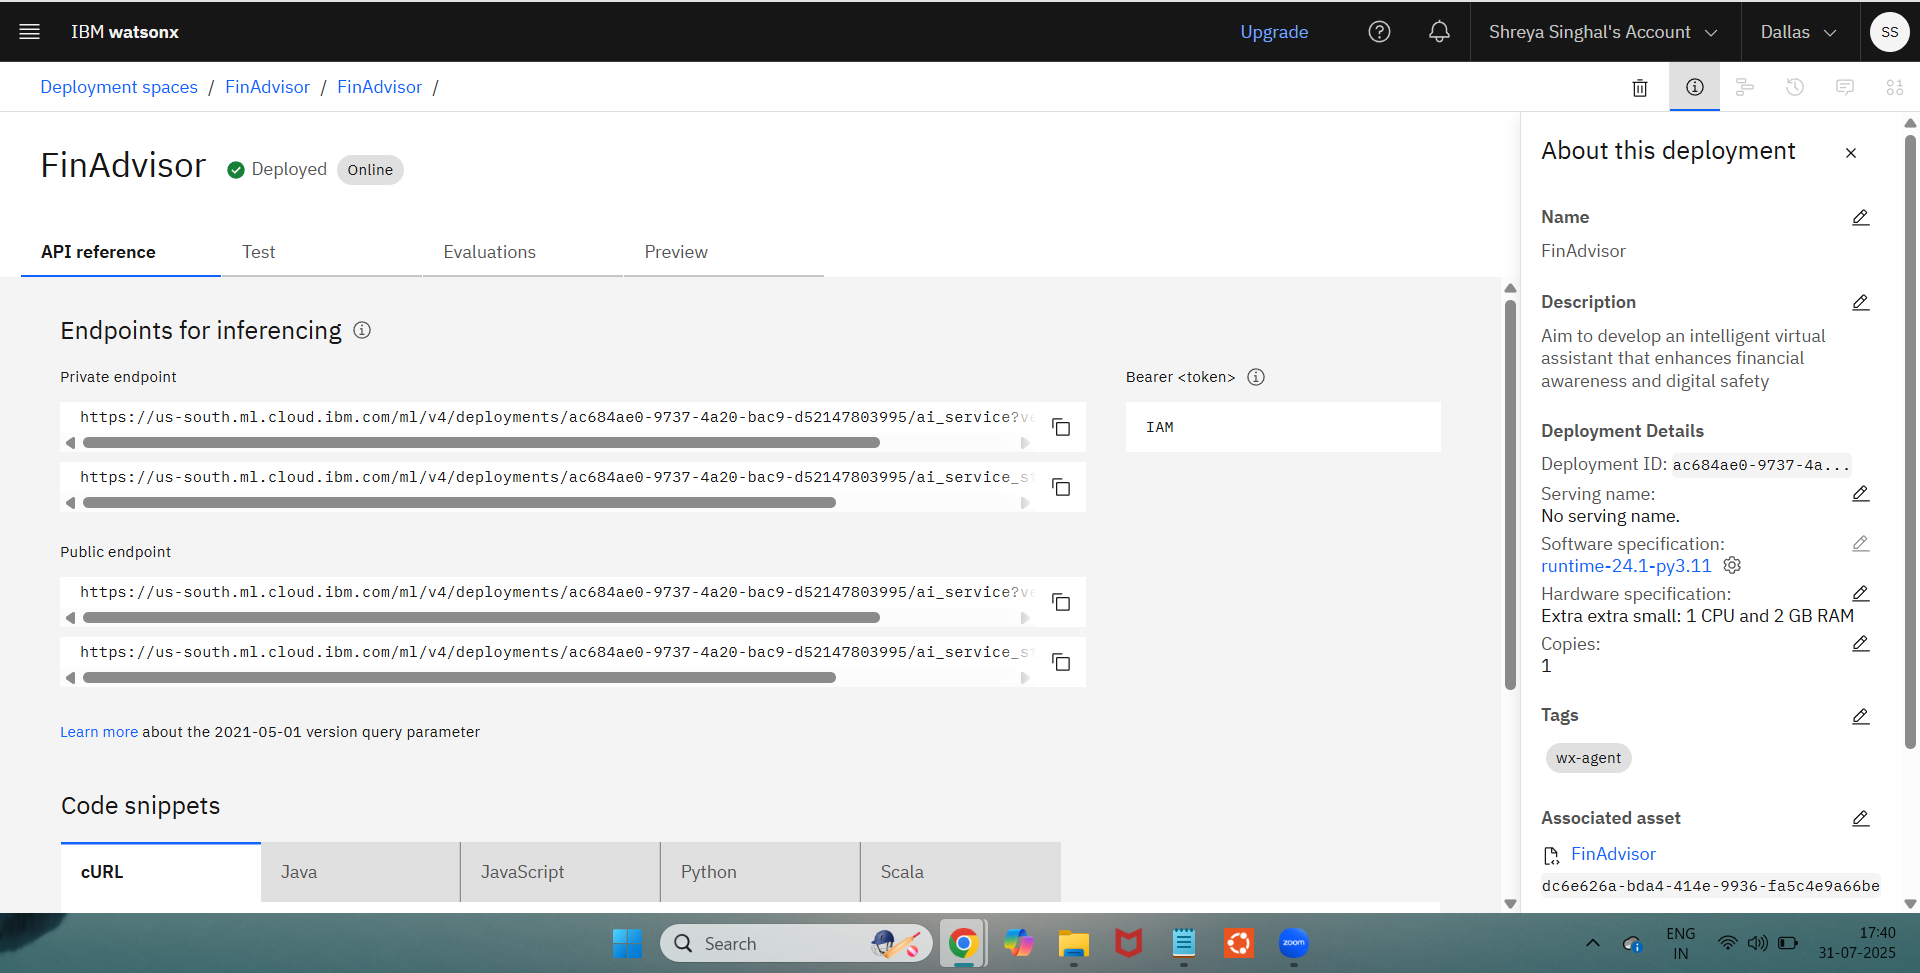 IBM watsonx
Upgrade
Shreya Singhal's Account
Dallas
SS
Deployment spaces / FinAdvisor / FinAdvisor /
FinAdvisor
Deployed
Online
API reference
Test
Evaluations
Preview
Endpoints for inferencing
Private endpoint
https://us-south.ml.cloud.ibm.com/ml/v4/deployments/ac684ae0-9737-4a20-bac9-d52147803995/ai_service?ve
https://us-south.ml.cloud.ibm.com/ml/v4/deployments/ac684ae0-9737-4a20-bac9-d52147803995/ai_service_st
Bearer <token>
IAM
Public endpoint
https://us-south.ml.cloud.ibm.com/ml/v4/deployments/ac684ae0-9737-4a20-bac9-d52147803995/ai_service?ve
https://us-south.ml.cloud.ibm.com/ml/v4/deployments/ac684ae0-9737-4a20-bac9-d52147803995/ai_service_st
Learn more about the 2021-05-01 version query parameter
Code snippets
cURL
Java
JavaScript
Python
Scala
About this deployment
Name
FinAdvisor
Description
Aim to develop an intelligent virtual
assistant that enhances financial
awareness and digital safety
Deployment Details
Deployment ID: ac684ae0-9737-4a...
Serving name:
No serving name.
Software specification:
runtime-24.1-py3.11
Hardware specification:
Extra extra small: 1 CPU and 2 GB RAM
Copies:
1
Tags
wx-agent
Associated asset
FinAdvisor
dc6e626a-bda4-414e-9936-fa5c4e9a66be
Search
zoom
ENG
IN
17:40
31-07-2025